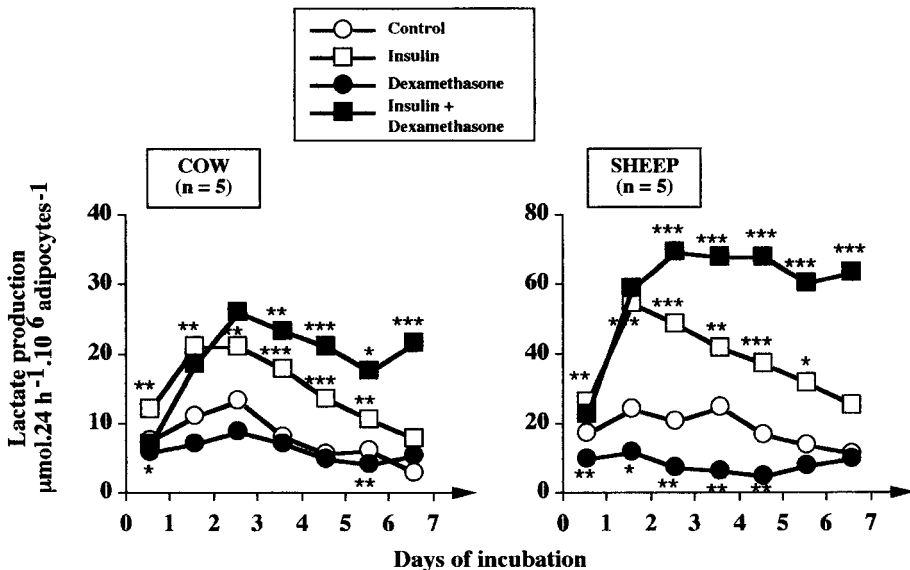 Control
Insulin
Dexamethasone
Insulin +
Dexamethasone
COW
(n = 5)
SHEEP
(n = 5)
Lactate production
µmol.24 h -1 .10 6 adipocytes-1
40
30
20
10
0
** ** ** ** *** *** *** *** * ** *** * **
0 1 2 3 4 5 6 7
80
60
40
20
0
** *** *** *** *** *** *** *** ** *** * ** * ** ** **
0 1 2 3 4 5 6 7
Days of incubation